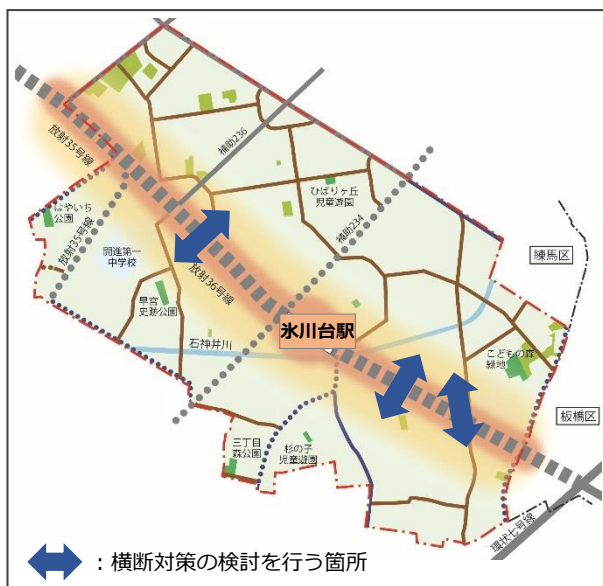 放射35号線
補助236
ひばりヶ丘
児童遊園
補助234
はやいち
公園
放射35号線
開進第一
中学校
放射36号線
早宮
史跡公園
練馬区
氷川台駅
石神井川
こどもの森
緑地
板橋区
三丁目
森公園
杉の子
児童遊園
環状七号線
：横断対策の検討を行う箇所